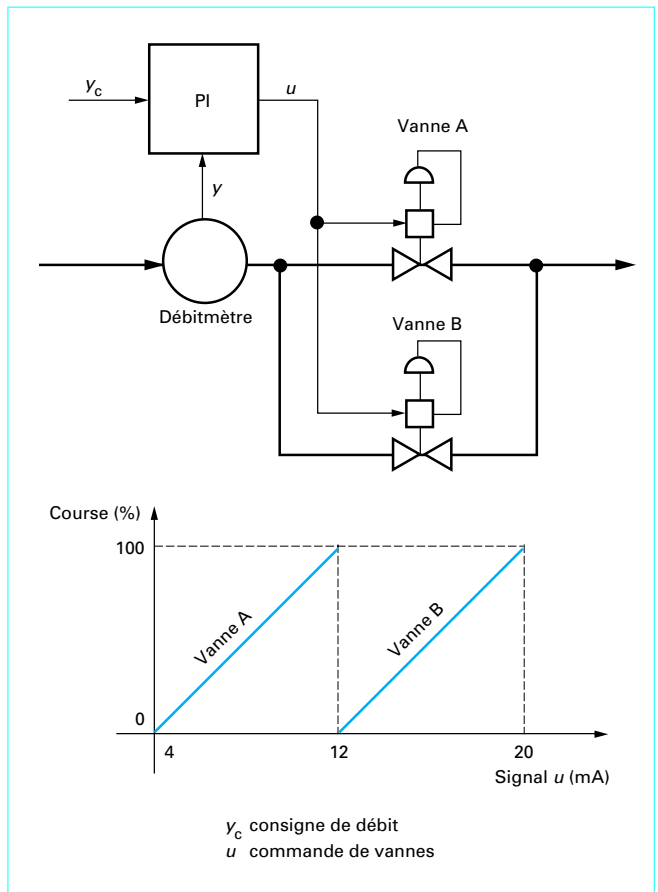 y_c
PI
u
Vanne A
y
Débitmètre
Vanne B
Course (%)
100
Vanne A
Vanne B
0
4
12
20
Signal u (mA)
y_c consigne de débit
u commande de vannes